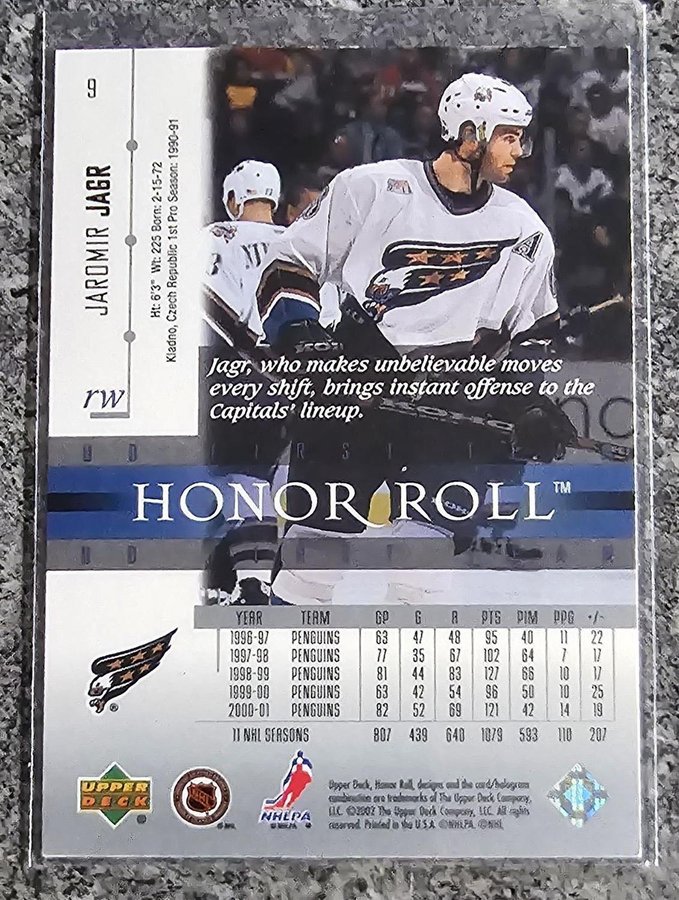 9
JAROMIR JAGR
Ht: 6'3" Wt: 225 Born: 2-15-72
Kladno, Czech Republic 1st Pro Season: 1990-91
rw
A
Jagr, who makes unbelievable moves
every shift, brings instant offense to the
Capitals' lineup.
UD FIRST TEAM
HONOR ROLL™
UD FIRST TEAM
YEAR TEAM GP G A PTS PIM PPG +/-
1996-97 PENGUINS 63 47 48 95 40 11 22
1997-98 PENGUINS 77 35 67 102 64 7 17
1998-99 PENGUINS 81 44 83 127 66 10 17
1999-00 PENGUINS 63 42 54 96 50 10 25
2000-01 PENGUINS 82 52 69 121 42 14 19
11 NHL SEASONS 807 439 640 1079 593 110 207
®
UPPER
DECK
NHL
NHLPA
Upper Deck, Honor Roll, designs and the card/hologram
combination are trademarks of The Upper Deck Company,
LLC. ©2002 The Upper Deck Company, LLC. All rights
reserved. Printed in the U.S.A. ©NHLPA. ©NHL.